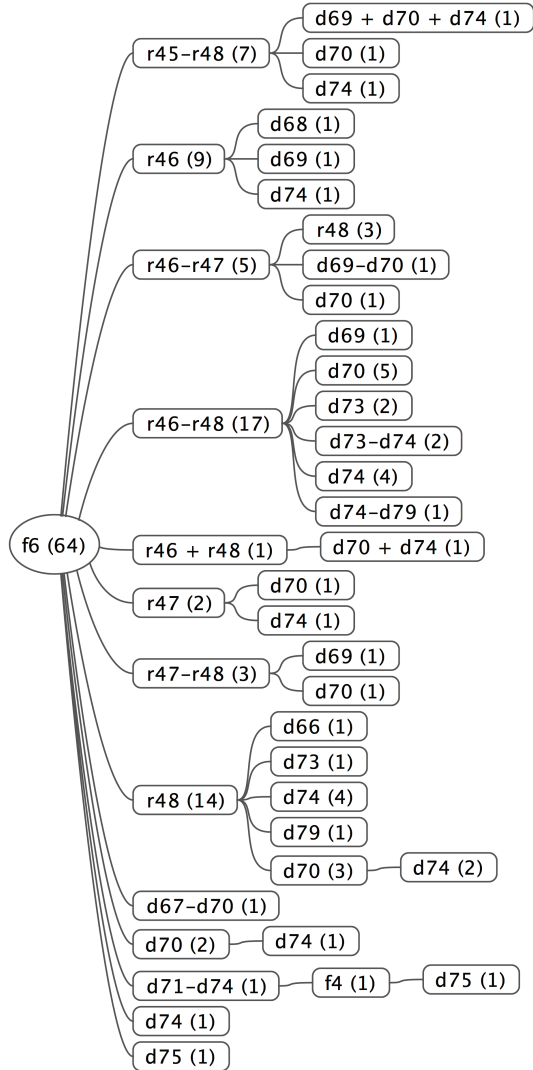 d69 + d70 + d74 (1)
r45–r48 (7)
d70 (1)
d74 (1)
d68 (1)
r46 (9)
d69 (1)
d74 (1)
r48 (3)
r46–r47 (5)
d69–d70 (1)
d70 (1)
d69 (1)
d70 (5)
d73 (2)
r46–r48 (17)
d73–d74 (2)
d74 (4)
d74–d79 (1)
f6 (64)
r46 + r48 (1)
d70 + d74 (1)
d70 (1)
r47 (2)
d74 (1)
d69 (1)
r47–r48 (3)
d70 (1)
d66 (1)
d73 (1)
r48 (14)
d74 (4)
d79 (1)
d70 (3)
d74 (2)
d67–d70 (1)
d70 (2)
d74 (1)
d71–d74 (1)
f4 (1)
d75 (1)
d74 (1)
d75 (1)